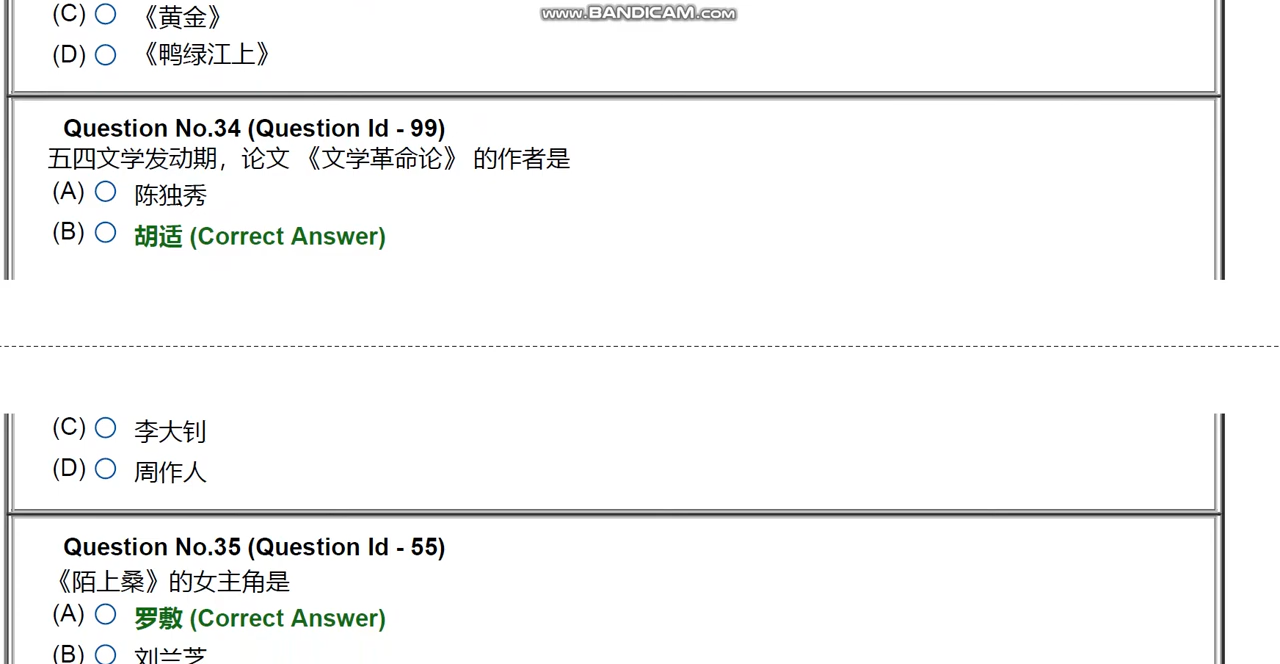 (C) 《黄金》
www.BANDICAM.com
(D) 《鸭绿江上》
Question No.34 (Question Id - 99)
五四文学发动期，论文 《文学革命论》 的作者是
(A) 陈独秀
(B) 胡适 (Correct Answer)
(C) 李大钊
(D) 周作人
Question No.35 (Question Id - 55)
《陌上桑》的女主角是
(A) 罗敷 (Correct Answer)
(B) 刘兰芝